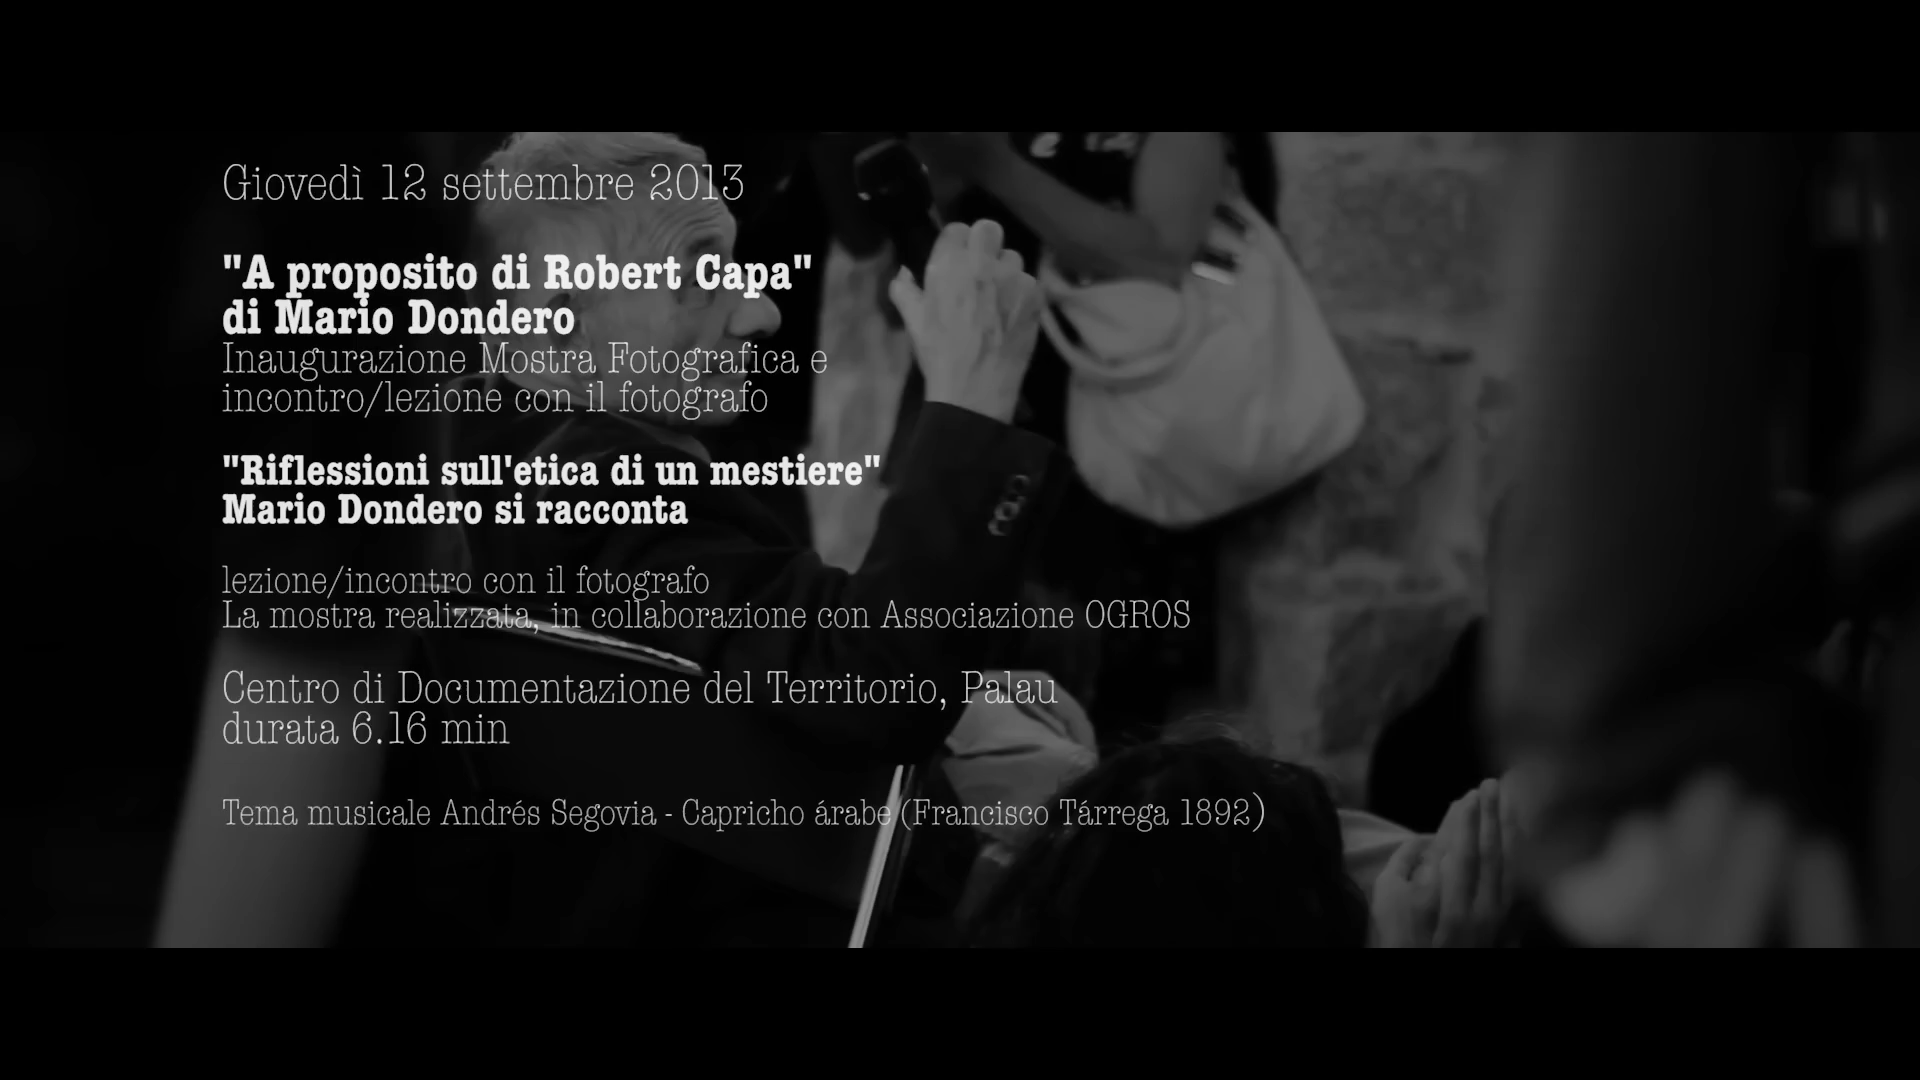 Giovedì 12 settembre 2013
"A proposito di Robert Capa"
di Mario Dondero
Inaugurazione Mostra Fotografica e
incontro/lezione con il fotografo
"Riflessioni sull'etica di un mestiere"
Mario Dondero si racconta
lezione/incontro con il fotografo
La mostra realizzata, in collaborazione con Associazione OGROS
Centro di Documentazione del Territorio, Palau
durata 6.16 min
Tema musicale Andrés Segovia - Capricho árabe (Francisco Tárrega 1892)